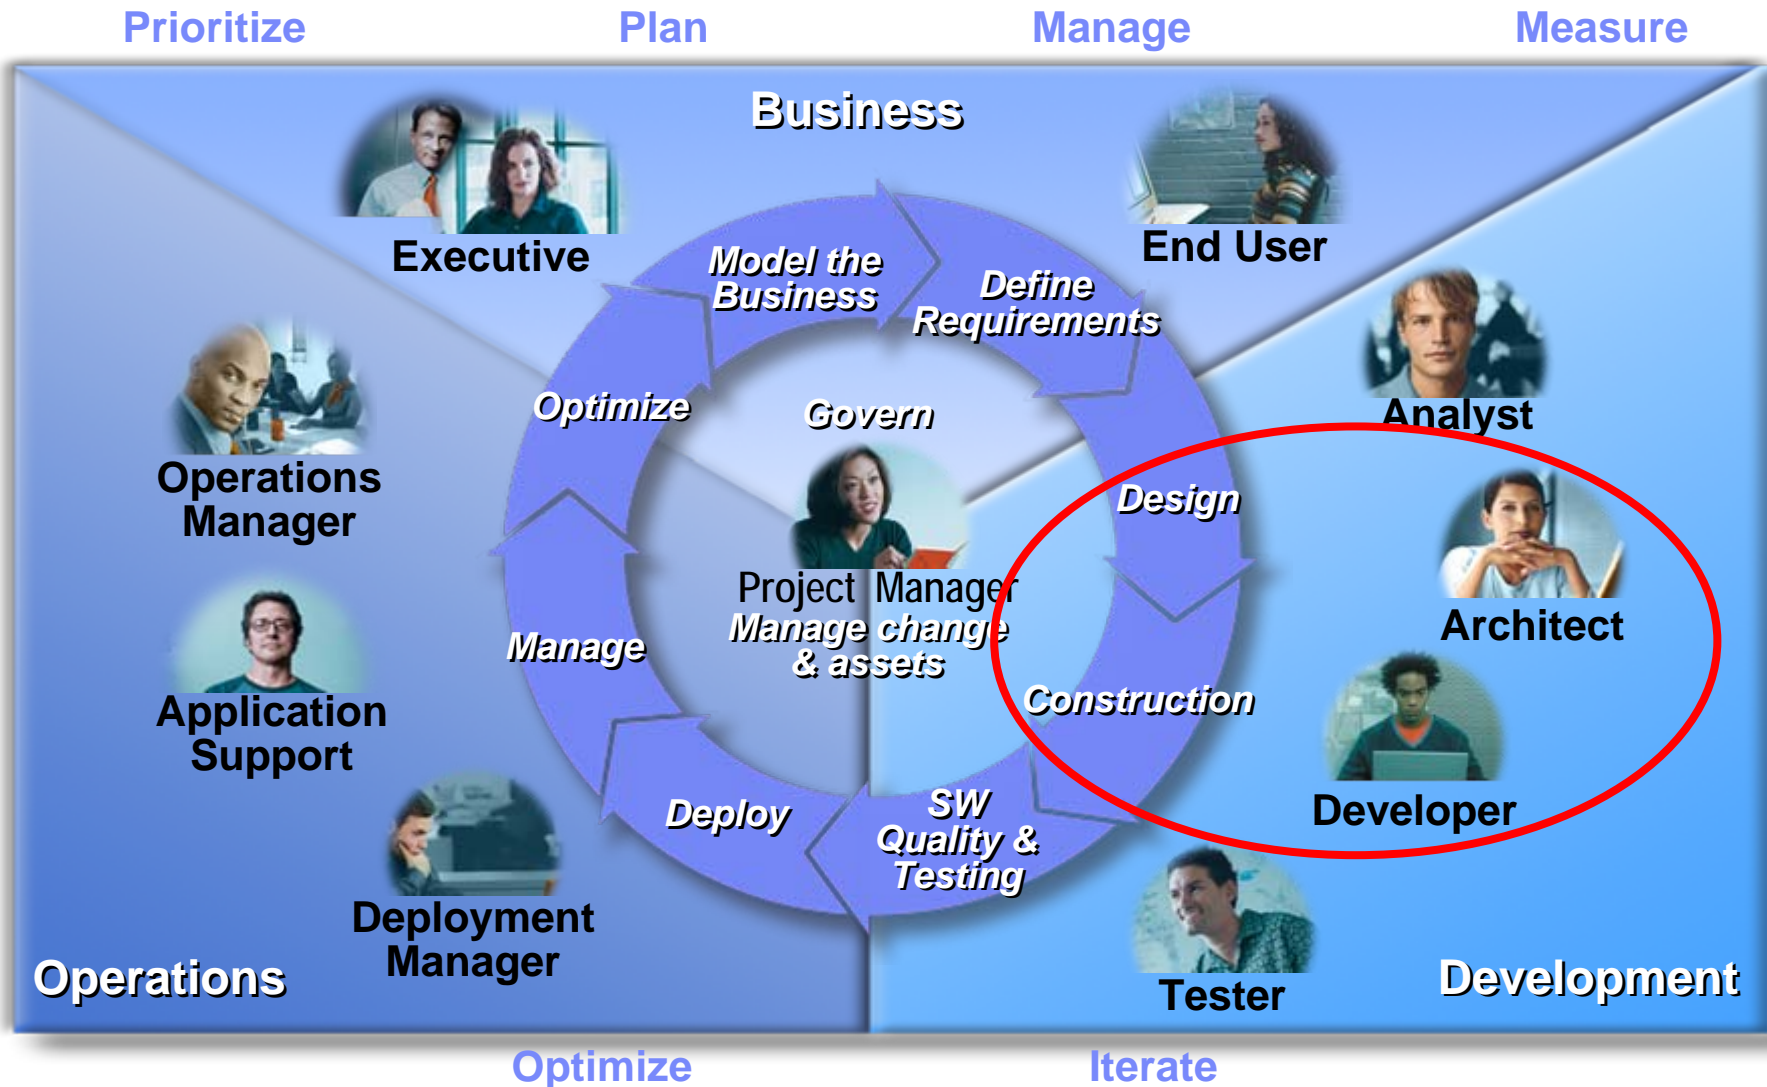 Prioritize Plan Manage Measure
Business
Executive
End User
Model the
Business
Define
Requirements
Analyst
Optimize
Govern
Operations
Manager
Design
Architect
Project Manager
Manage change
& assets
Manage
Construction
Application
Support
Developer
Deploy
SW
Quality &
Testing
Deployment
Manager
Tester
Operations
Development
Optimize Iterate